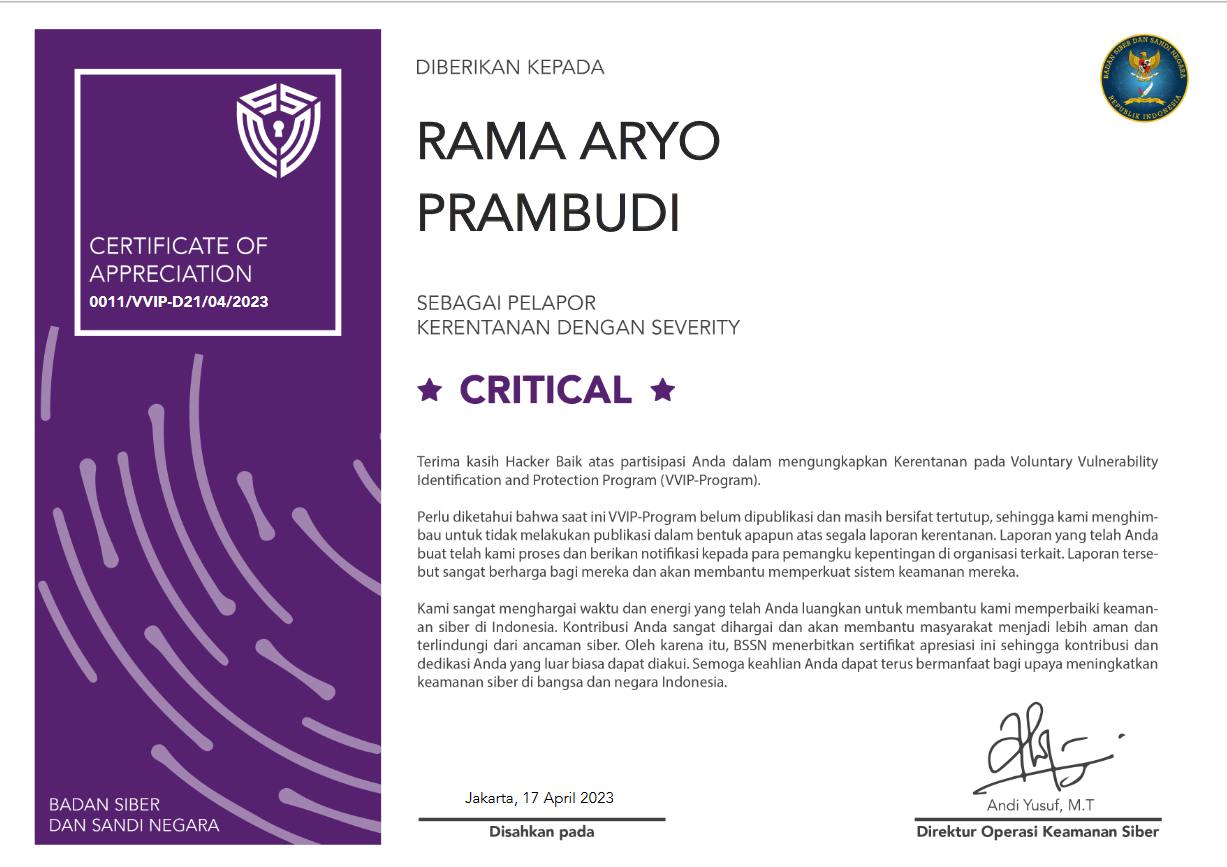 CERTIFICATE OF
APPRECIATION
0011/VVIP-D21/04/2023
BADAN SIBER
DAN SANDI NEGARA
DIBERIKAN KEPADA
BADAN SIBER DAN SANDI NEGARA
REPUBLIK INDONESIA
RAMA ARYO
PRAMBUDI
SEBAGAI PELAPOR
KERENTANAN DENGAN SEVERITY
★ CRITICAL ★
Terima kasih Hacker Baik atas partisipasi Anda dalam mengungkapkan Kerentanan pada Voluntary Vulnerability
Identification and Protection Program (VVIP-Program).
Perlu diketahui bahwa saat ini VVIP-Program belum dipublikasi dan masih bersifat tertutup, sehingga kami menghim-
bau untuk tidak melakukan publikasi dalam bentuk apapun atas segala laporan kerentanan. Laporan yang telah Anda
buat telah kami proses dan berikan notifikasi kepada para pemangku kepentingan di organisasi terkait. Laporan terse-
but sangat berharga bagi mereka dan akan membantu memperkuat sistem keamanan mereka.
Kami sangat menghargai waktu dan energi yang telah Anda luangkan untuk membantu kami memperbaiki keaman-
an siber di Indonesia. Kontribusi Anda sangat dihargai dan akan membantu masyarakat menjadi lebih aman dan
terlindungi dari ancaman siber. Oleh karena itu, BSSN menerbitkan sertifikat apresiasi ini sehingga kontribusi dan
dedikasi Anda yang luar biasa dapat diakui. Semoga keahlian Anda dapat terus bermanfaat bagi upaya meningkatkan
keamanan siber di bangsa dan negara Indonesia.
Jakarta, 17 April 2023
Disahkan pada
Andi Yusuf, M.T
Direktur Operasi Keamanan Siber